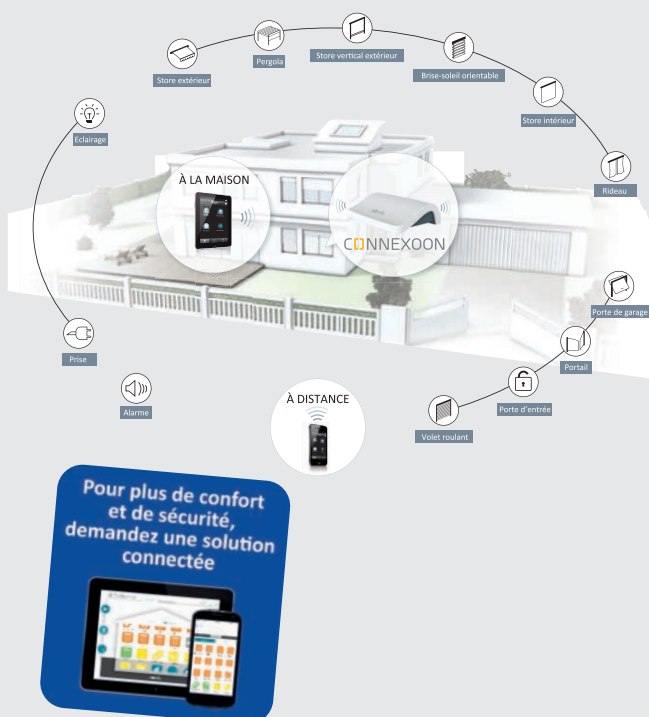 Store extérieur
Pergola
Store vertical extérieur
Brise-soleil orientable
Store intérieur
Rideau
Eclairage
À LA MAISON
CONNEXOON
Porte de garage
Portail
Porte d'entrée
Volet roulant
Prise
Alarme
À DISTANCE
Pour plus de confort
et de sécurité,
demandez une solution
connectée